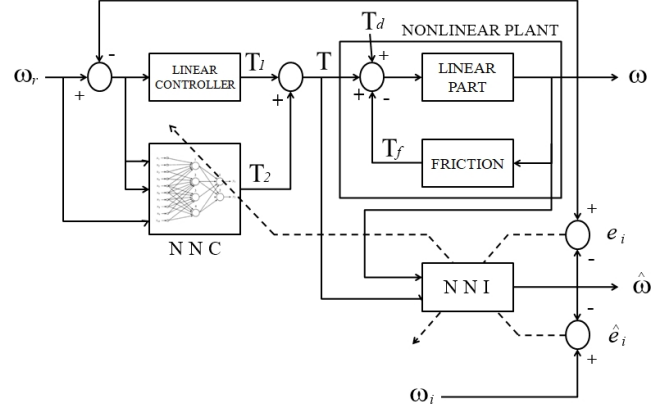 T_d
NONLINEAR PLANT
-
ω_r
+
LINEAR
CONTROLLER
T_1
+
T
+
+
-
LINEAR
PART
ω
T_f
FRICTION
T_2
N N C
+
e_i
-
N N I
ω̂
-
ê_i
+
ω_i